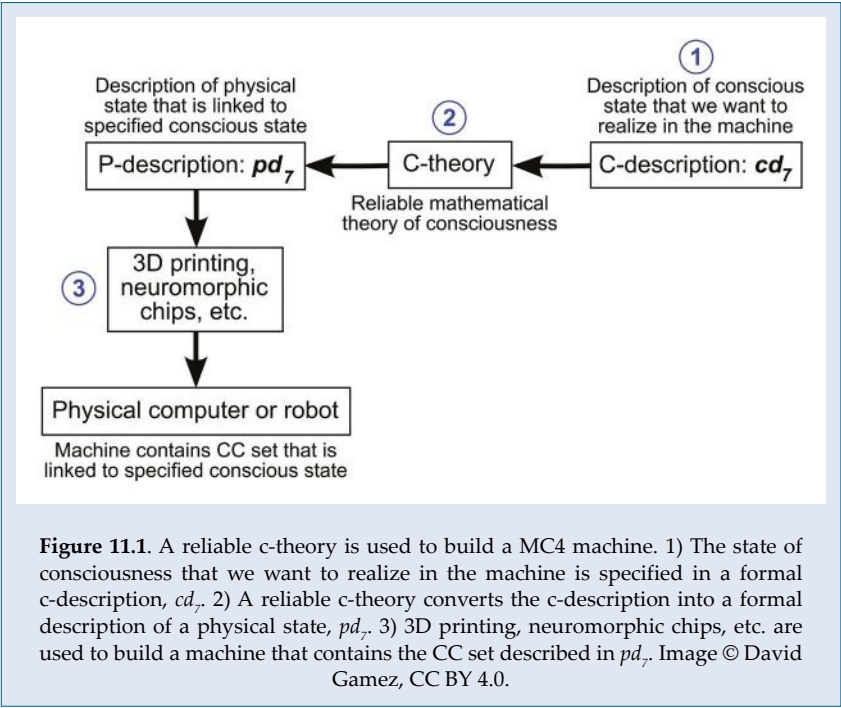 1
Description of conscious
state that we want to
realize in the machine
C-description: cd7
2
C-theory
Reliable mathematical
theory of consciousness
Description of physical
state that is linked to
specified conscious state
P-description: pd7
3
3D printing,
neuromorphic
chips, etc.
Physical computer or robot
Machine contains CC set that is
linked to specified conscious state
Figure 11.1. A reliable c-theory is used to build a MC4 machine. 1) The state of
consciousness that we want to realize in the machine is specified in a formal
c-description, cd7. 2) A reliable c-theory converts the c-description into a formal
description of a physical state, pd7. 3) 3D printing, neuromorphic chips, etc. are
used to build a machine that contains the CC set described in pd7. Image © David
Gamez, CC BY 4.0.